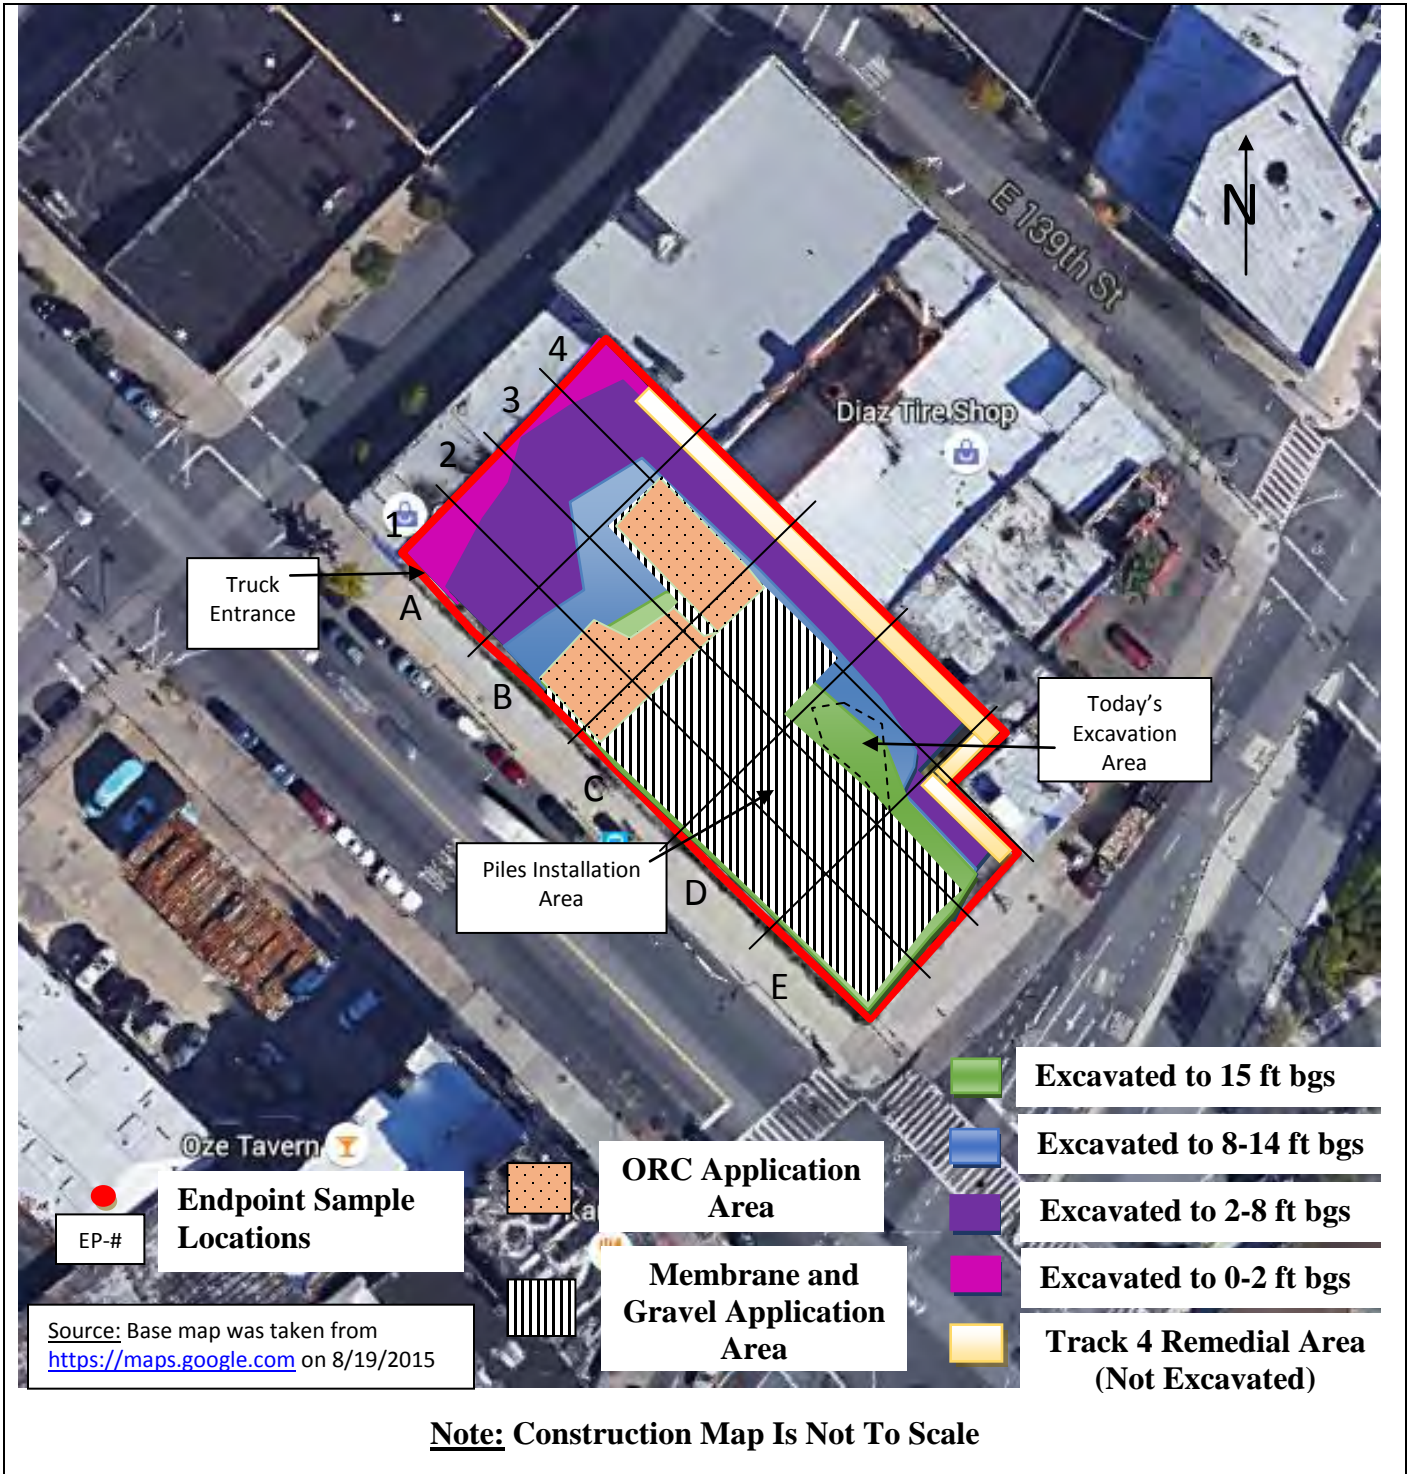 N
E 139th St
4
3
Diaz Tire Shop
2
1
Truck
Entrance
A
B
Today's
Excavation
Area
C
Piles Installation
Area
D
E
Excavated to 15 ft bgs
Oze Tavern
ORC Application
Area
Excavated to 8-14 ft bgs
Endpoint Sample
Locations
EP-#
Excavated to 2-8 ft bgs
Membrane and
Gravel Application
Area
Excavated to 0-2 ft bgs
Source: Base map was taken from
https://maps.google.com on 8/19/2015
Track 4 Remedial Area
(Not Excavated)
Note: Construction Map Is Not To Scale